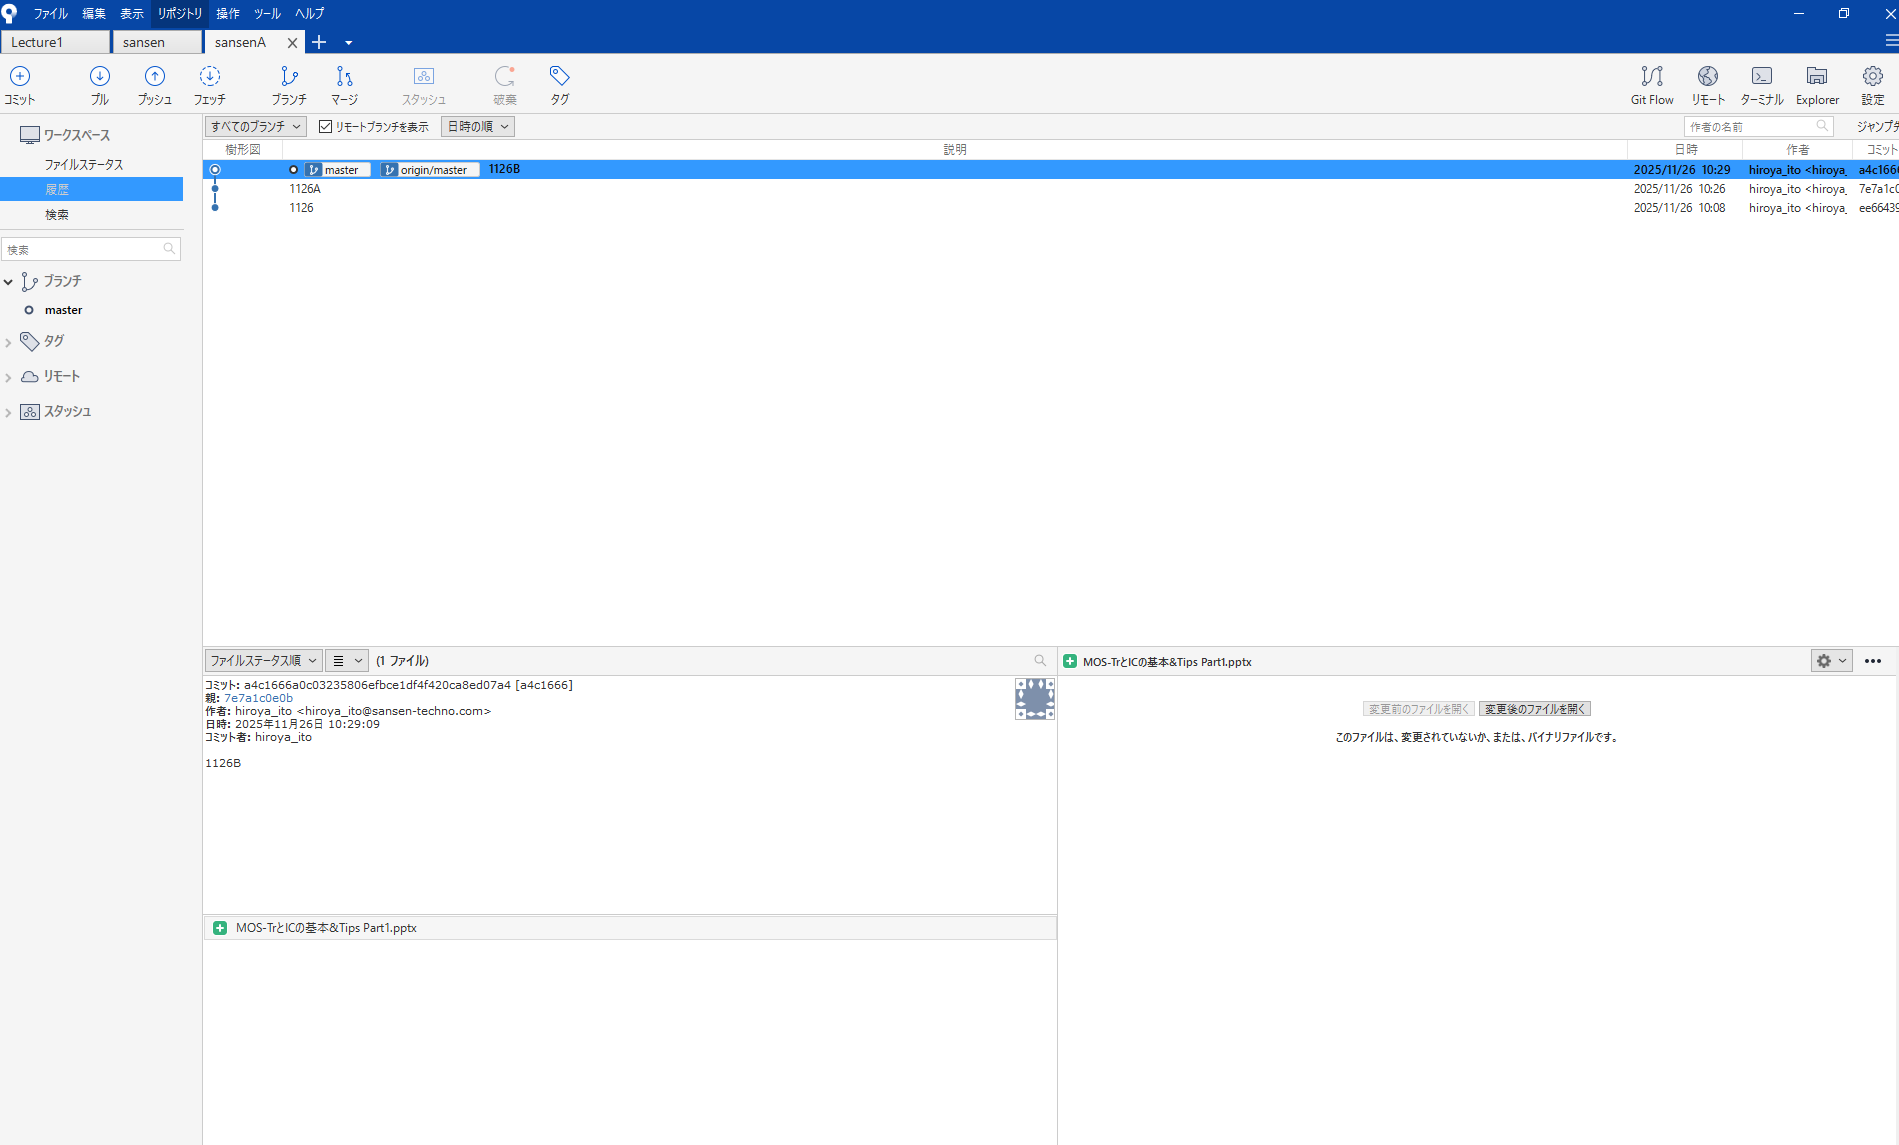 ファイル 編集 表示 リポジトリ 操作 ツール ヘルプ
Lecture1 sansen sansenA
コミット プル プッシュ フェッチ ブランチ マージ スタッシュ 破棄 タグ Git Flow リモート ターミナル Explorer 設定
ワークスペース
ファイルステータス
履歴
検索
検索
ブランチ
master
タグ
リモート
スタッシュ
すべてのブランチ リモートブランチを表示 日時の順 作者の名前
樹形図 説明 日時 作者 コミット
master origin/master 1126B 2025/11/26 10:29 hiroya_ito <hiroya_ a4c1666
1126A 2025/11/26 10:26 hiroya_ito <hiroya_ 7e7a1c0
1126 2025/11/26 10:08 hiroya_ito <hiroya_ ee66439
ファイルステータス順 (1 ファイル)
コミット: a4c1666a0c03235806efbce1df4f420ca8ed07a4 [a4c1666]
親: 7e7a1c0e0b
作者: hiroya_ito <hiroya_ito@sansen-techno.com>
日時: 2025年11月26日 10:29:09
コミット者: hiroya_ito
1126B
MOS-TrとICの基本&Tips Part1.pptx
MOS-TrとICの基本&Tips Part1.pptx
変更前のファイルを開く 変更後のファイルを開く
このファイルは、変更されていないか、または、バイナリファイルです。